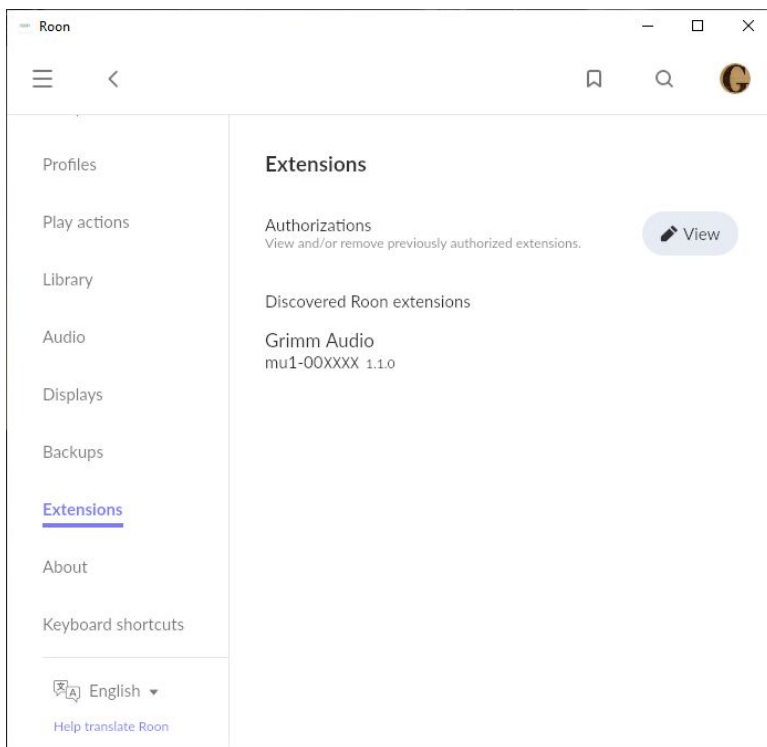 Roon
G
Profiles
Play actions
Library
Audio
Displays
Backups
Extensions
About
Keyboard shortcuts
English
Help translate Roon
Extensions
Authorizations
View and/or remove previously authorized extensions.
View
Discovered Roon extensions
Grimm Audio
mu1-00XXXX 1.1.0